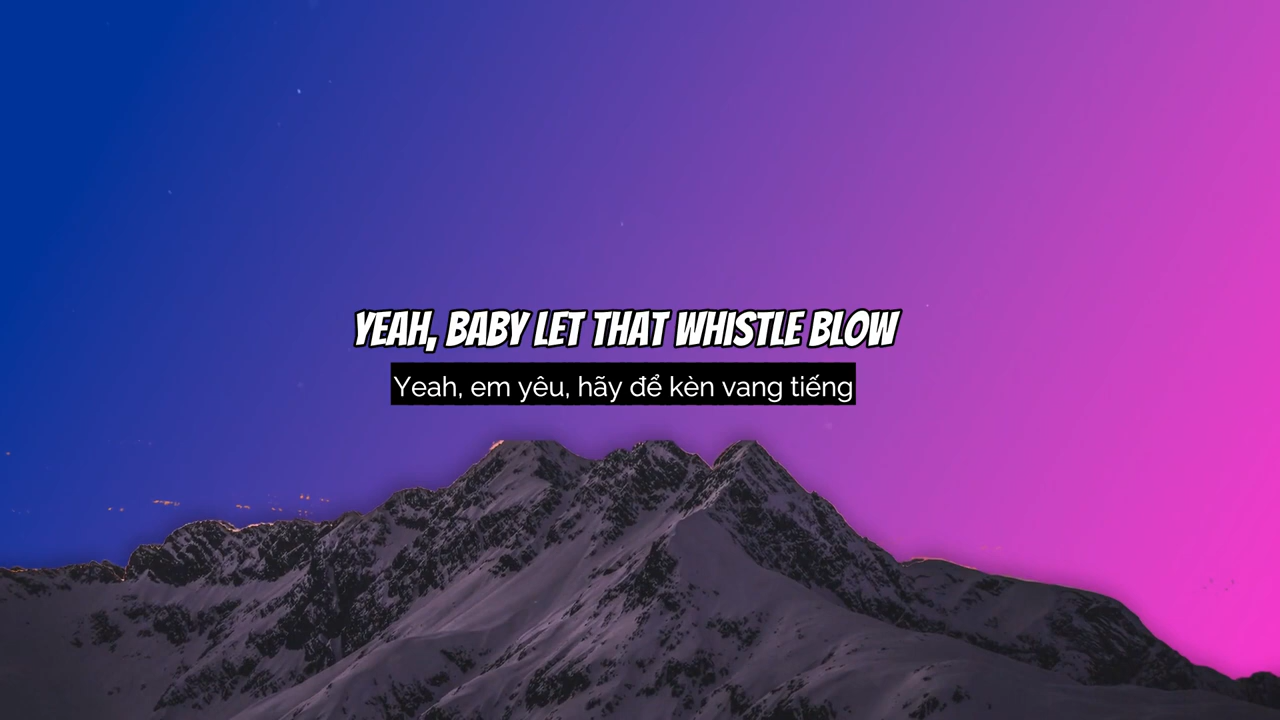 YEAH, BABY LET THAT WHISTLE BLOW
Yeah, em yêu, hãy để kèn vang tiếng